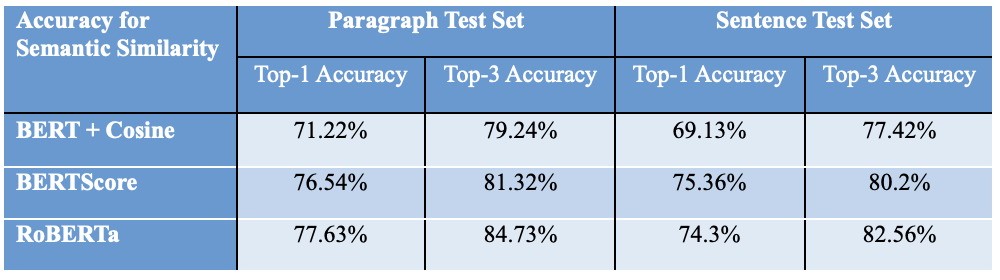 Accuracy for Paragraph Test Set Sentence Test Set
Semantic Similarity
Top-1 Accuracy Top-3 Accuracy Top-1 Accuracy Top-3 Accuracy
BERT + Cosine 71.22% 79.24% 69.13% 77.42%
BERTScore 76.54% 81.32% 75.36% 80.2%
RoBERTa 77.63% 84.73% 74.3% 82.56%